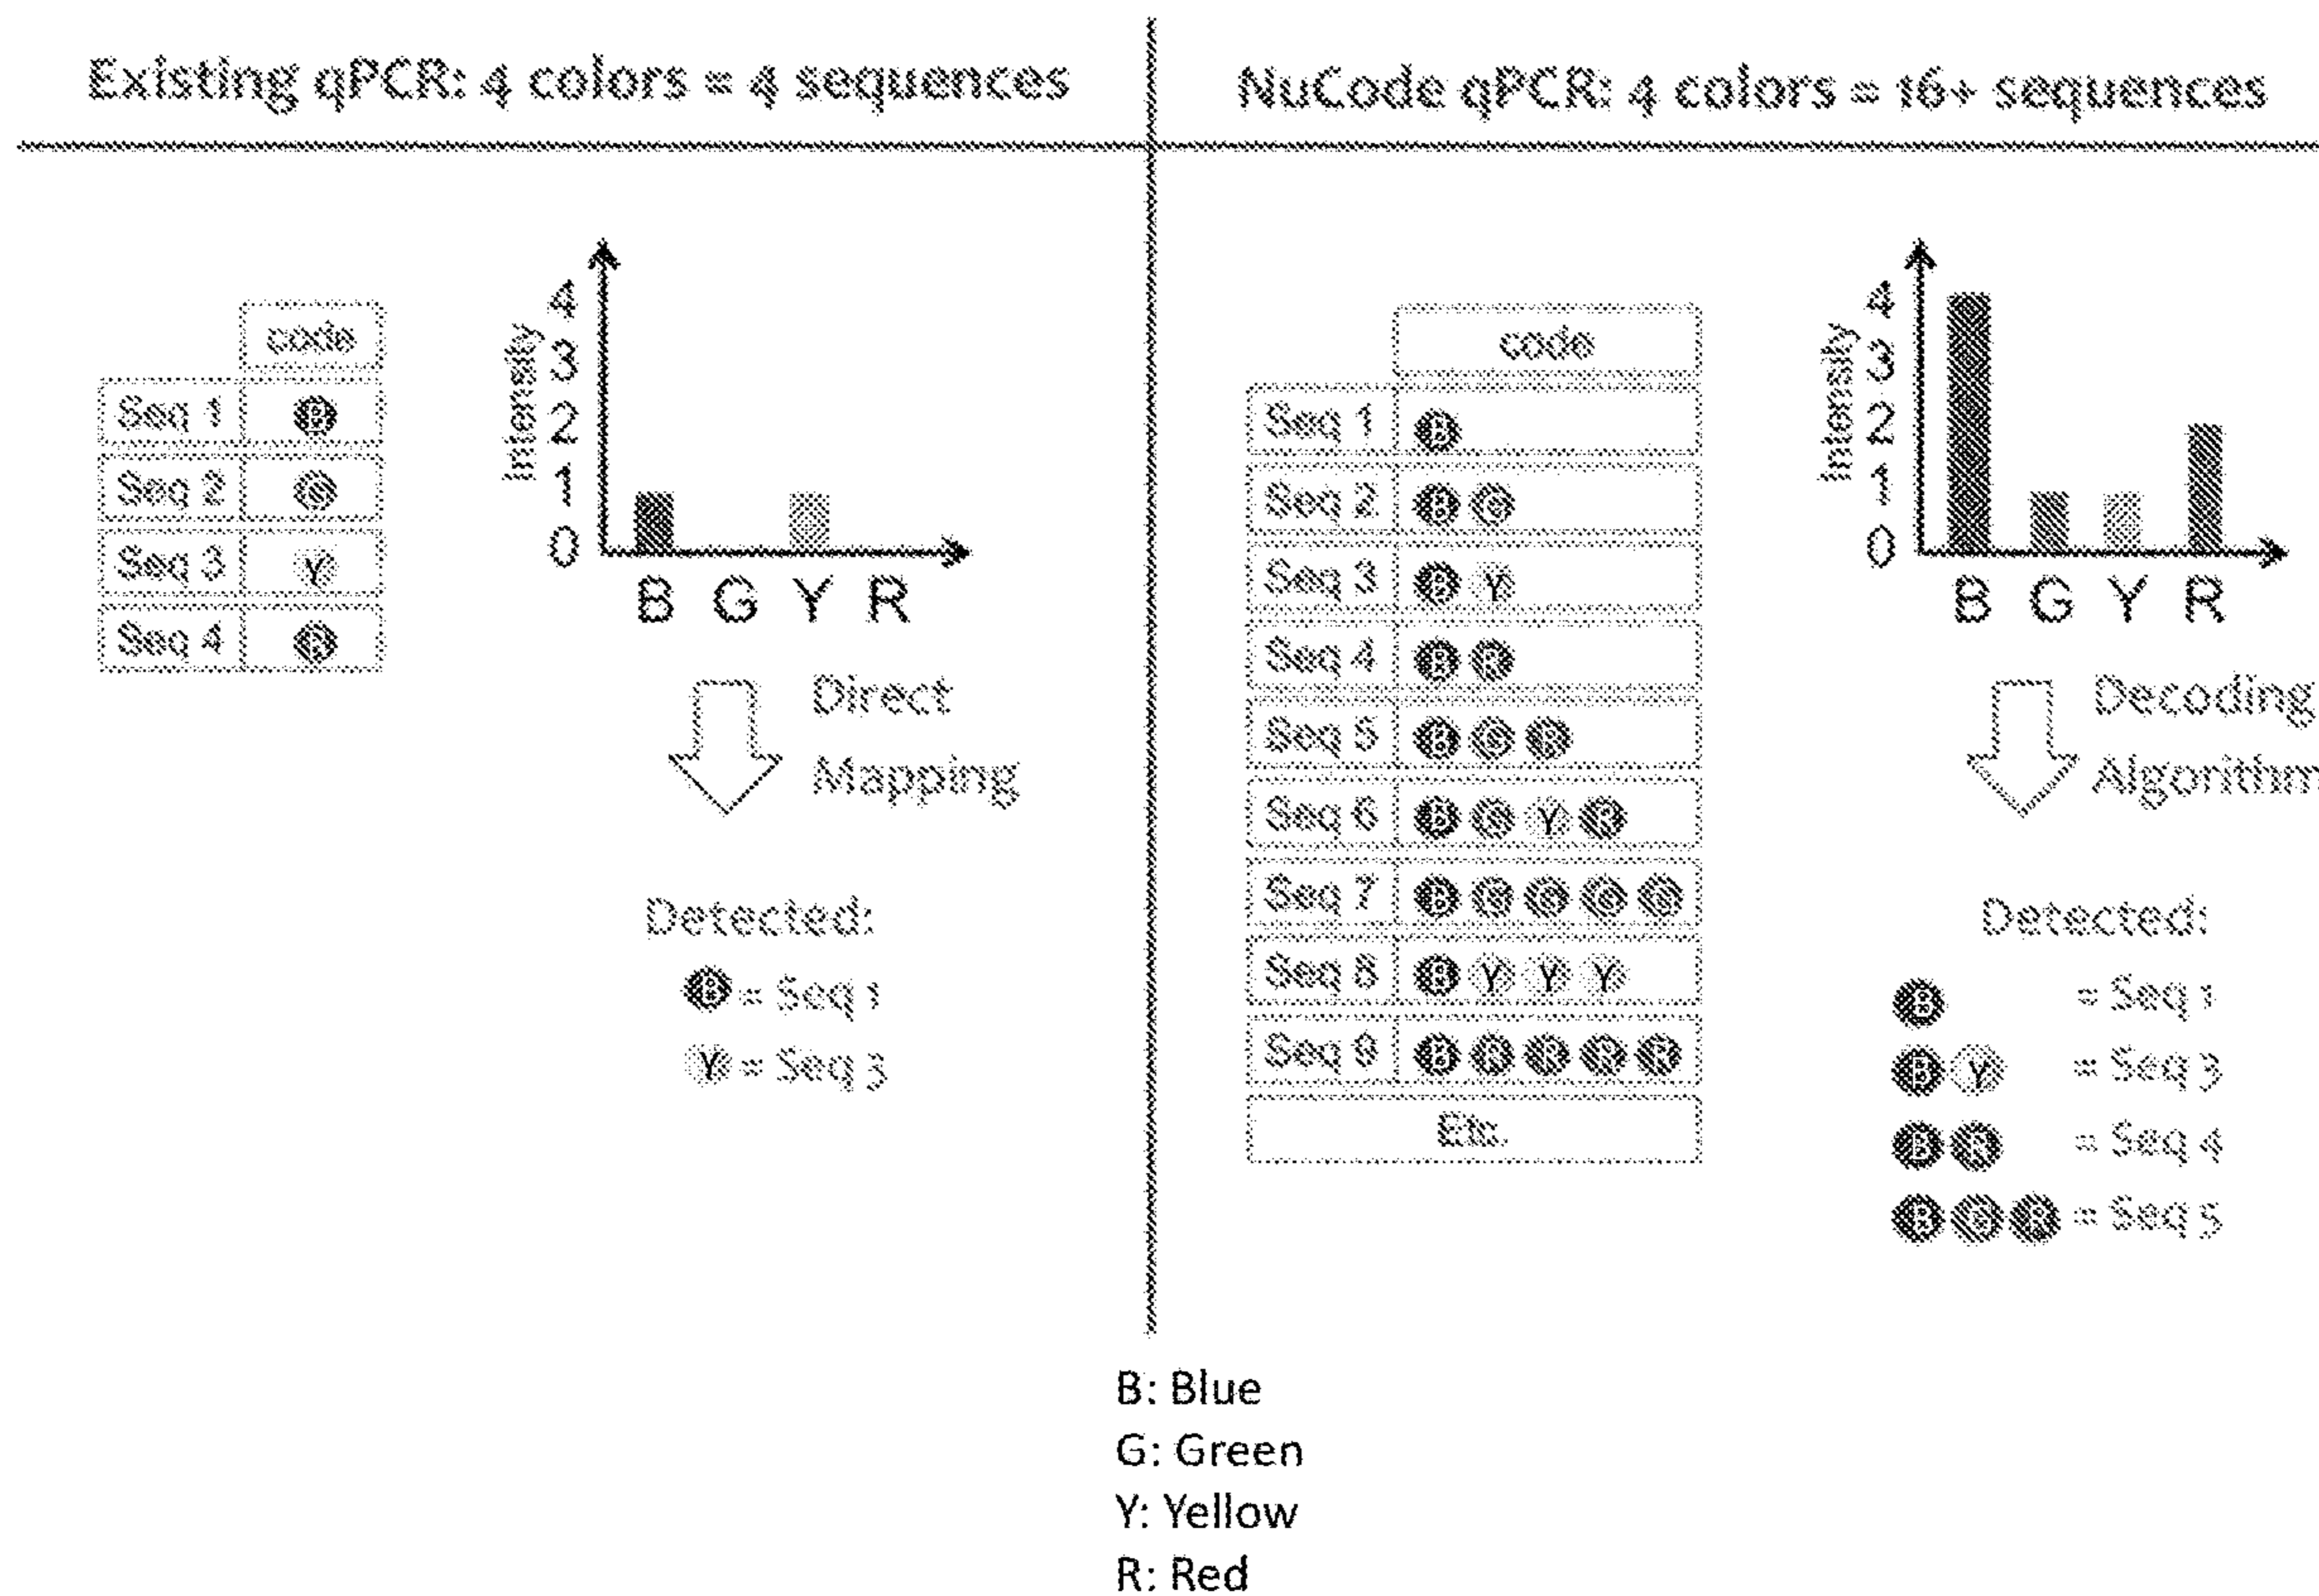 Existing qPCR: 4 colors = 4 sequences
code
Seq 1 B
Seq 2 G
Seq 3 Y
Seq 4 R
Intensity
4
3
2
1
0
B G Y R
Direct
Mapping
Detected:
B = Seq 1
Y = Seq 3
NuCode qPCR: 4 colors = 16+ sequences
code
Seq 1 B
Seq 2 B G
Seq 3 B Y
Seq 4 B R
Seq 5 B G R
Seq 6 B G Y R
Seq 7 B G G G G
Seq 8 B Y Y Y
Seq 9 B R R R R
Etc.
Intensity
4
3
2
1
0
B G Y R
Decoding
Algorithm
Detected:
B = Seq 1
B Y = Seq 3
B R = Seq 4
B G R = Seq 5
B: Blue
G: Green
Y: Yellow
R: Red